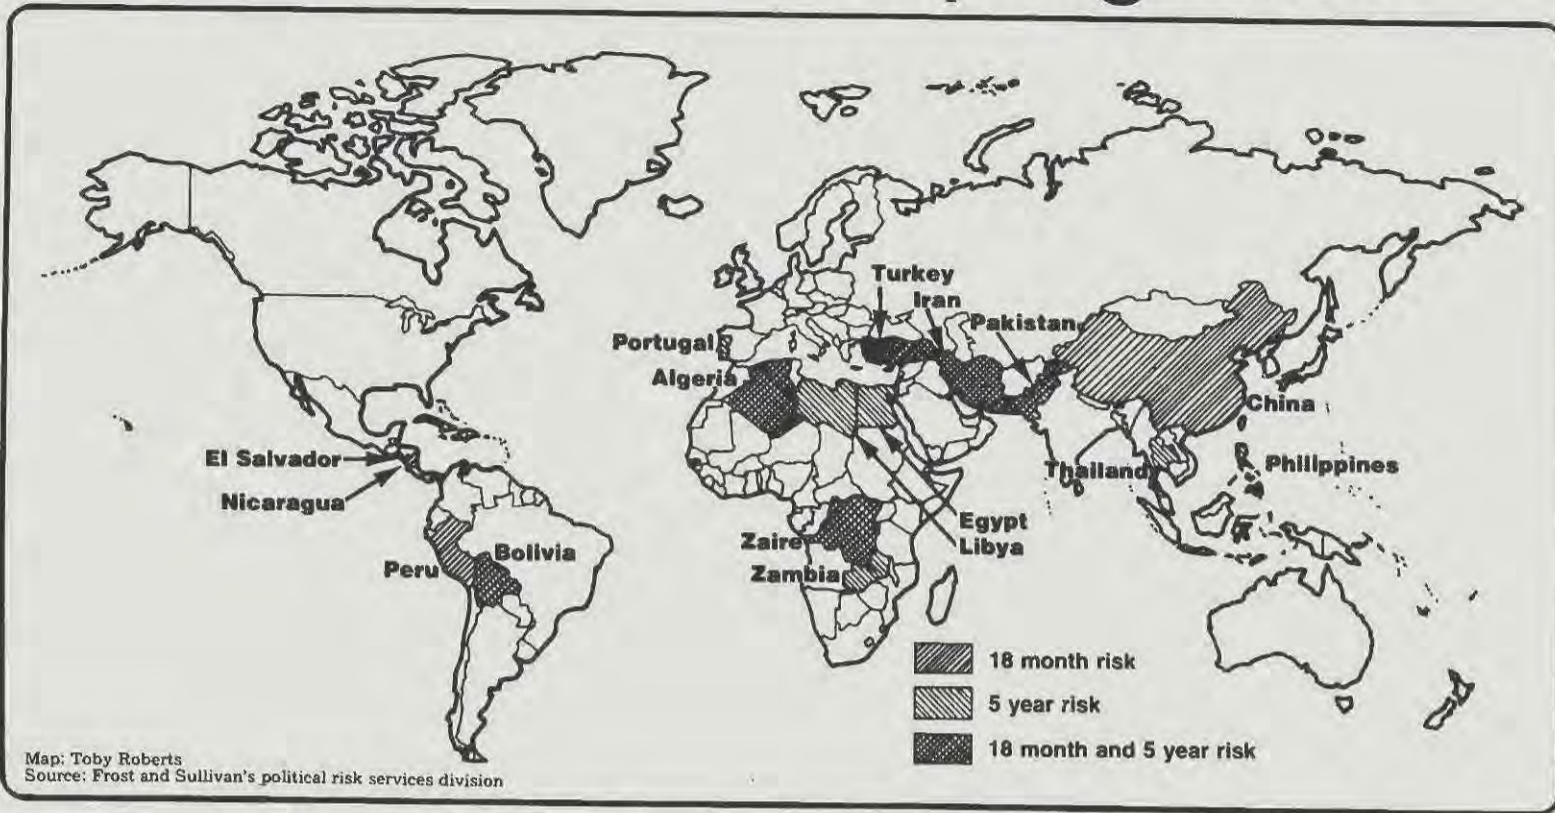 Turkey
Iran
Pakistan
Portugal
Algeria
China
El Salvador
Thailand
Philippines
Nicaragua
Egypt
Zaire
Libya
Bolivia
Peru
Zambia
18 month risk
5 year risk
18 month and 5 year risk
Map: Toby Roberts
Source: Frost and Sullivan's political risk services division